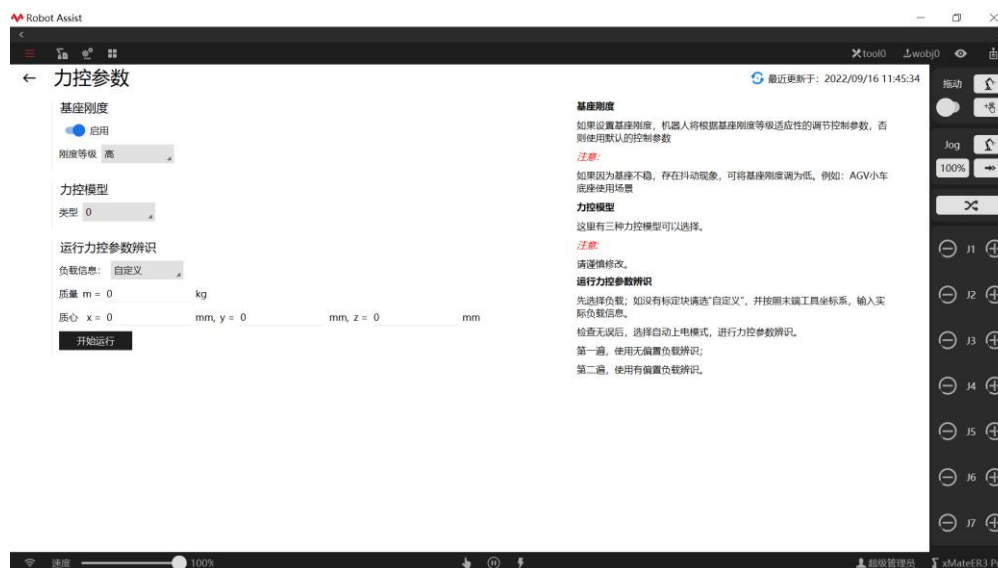 Robot Assist
tool0 wobj0
力控参数
最近更新于：2022/09/16 11:45:34
基座刚度
启用
刚度等级 高
力控模型
类型 0
运行力控参数辨识
负载信息： 自定义
质量 m = 0 kg
质心 x = 0 mm, y = 0 mm, z = 0 mm
开始运行
基座刚度
如果设置基座刚度，机器人将根据基座刚度等级适应性的调节控制参数，否
则使用默认的控制参数
注意：
如果因为基座不稳，存在抖动现象，可将基座刚度调为低。例如：AGV小车
底座使用场景
力控模型
这里有三种力控模型可以选择。
注意：
请谨慎修改。
运行力控参数辨识
先选择负载；如没有标定块请选“自定义”，并按照末端工具坐标系，输入实
际负载信息。
检查无误后，选择自动上电模式，进行力控参数辨识。
第一遍，使用无偏置负载辨识；
第二遍，使用有偏置负载辨识。
拖动
Jog
100%
J1
J2
J3
J4
J5
J6
J7
速度 100%
超级管理员 xMateER3 P